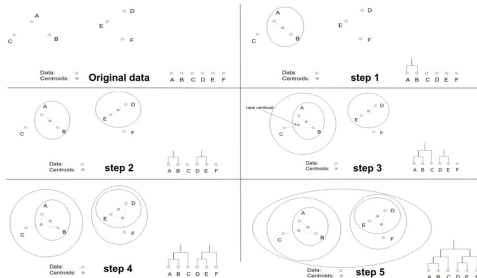 A
B
C
D
E
F
Data:
Centroids:
Original data
A B C D E F
A
B
C
D
E
F
Data:
Centroids:
step 1
A B C D E F
A
B
C
D
E
F
Data:
Centroids:
step 2
A B C D E F
new centroid
A
B
C
D
E
F
Data:
Centroids:
step 3
A B C D E F
A
B
C
D
E
F
Data:
Centroids:
step 4
A B C D E F
A
B
C
D
E
F
Data:
Centroids:
step 5
A B C D E F